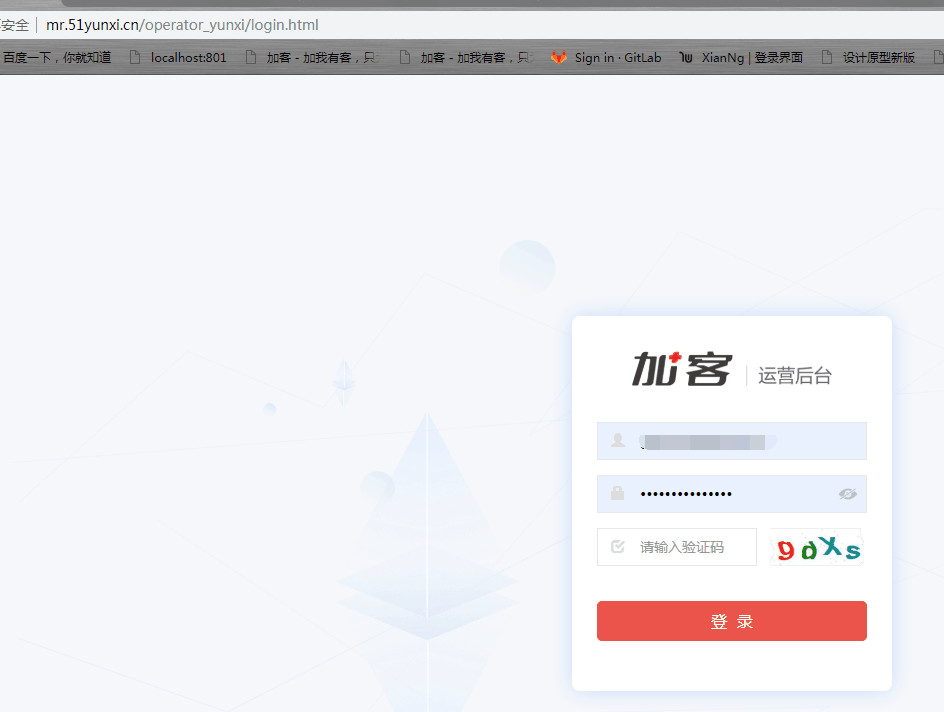 安全 | mr.51yunxi.cn/operator_yunxi/login.html
百度一下，你就知道 localhost:801 加客 - 加我有客，只 加客 - 加我有客，只 Sign in · GitLab XianNg | 登录界面 设计原型新版
加客 | 运营后台
•••••••••••••••
请输入验证码 gdXs
登 录